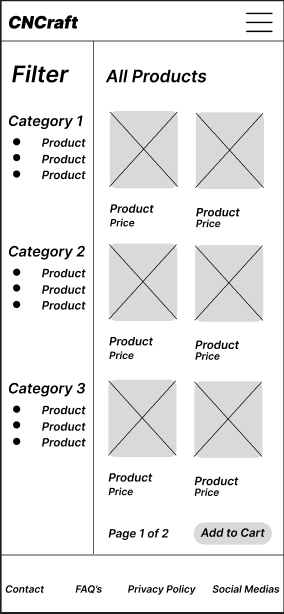 CNCraft
Filter
Category 1
Product
Product
Product
Category 2
Product
Product
Product
Category 3
Product
Product
Product
All Products
Product
Price
Product
Price
Product
Price
Product
Price
Product
Price
Product
Price
Page 1 of 2
Add to Cart
Contact
FAQ's
Privacy Policy
Social Medias